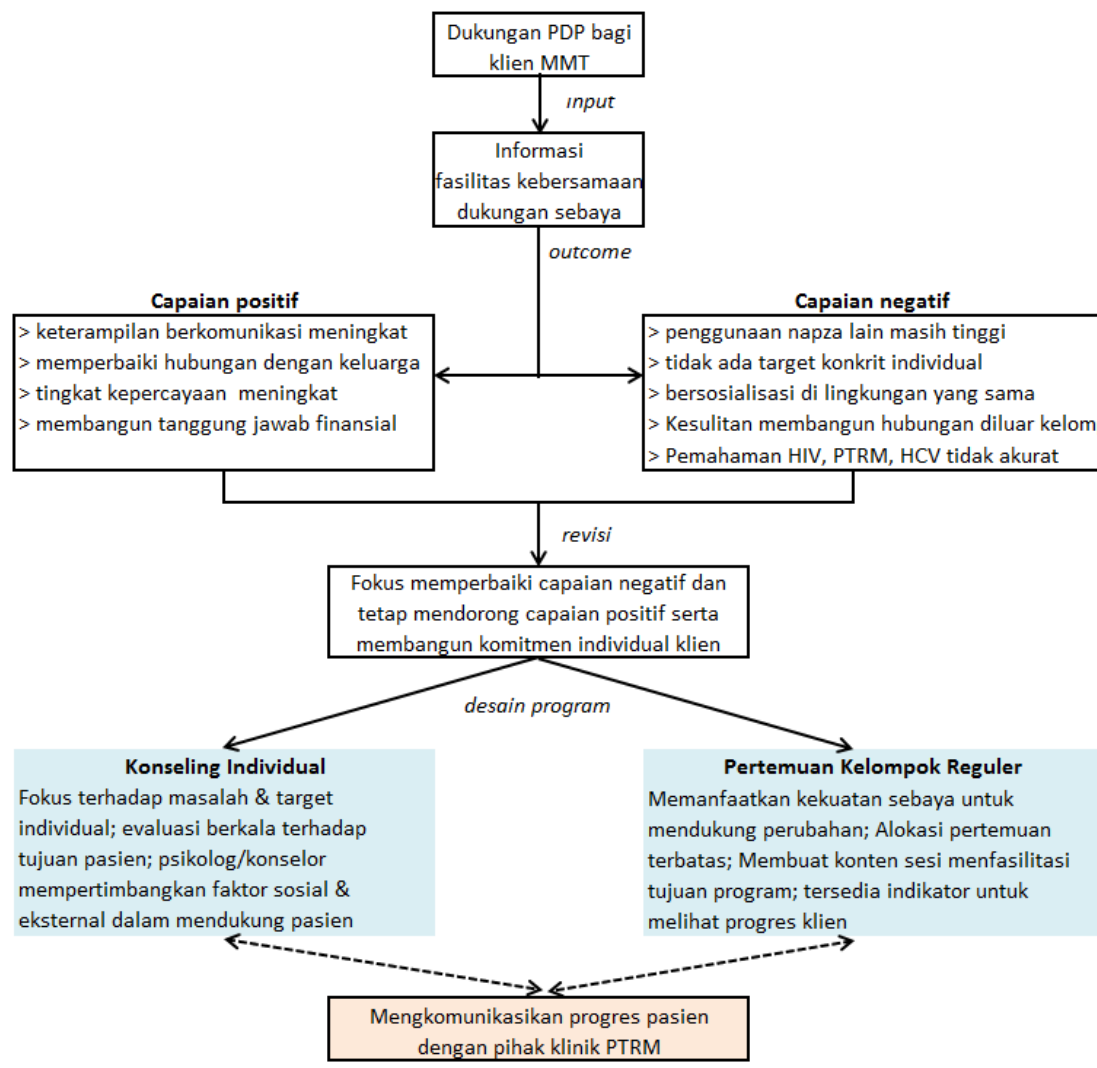 Dukungan PDP bagi
klien MMT
input
Informasi
fasilitas kebersamaan
dukungan sebaya
outcome
Capaian positif
> keterampilan berkomunikasi meningkat
> memperbaiki hubungan dengan keluarga
> tingkat kepercayaan meningkat
> membangun tanggung jawab finansial
Capaian negatif
> penggunaan napza lain masih tinggi
> tidak ada target konkrit individual
> bersosialisasi di lingkungan yang sama
> Kesulitan membangun hubungan diluar kelom
> Pemahaman HIV, PTRM, HCV tidak akurat
revisi
Fokus memperbaiki capaian negatif dan
tetap mendorong capaian positif serta
membangun komitmen individual klien
desain program
Konseling Individual
Fokus terhadap masalah & target
individual; evaluasi berkala terhadap
tujuan pasien; psikolog/konselor
mempertimbangkan faktor sosial &
eksternal dalam mendukung pasien
Pertemuan Kelompok Reguler
Memanfaatkan kekuatan sebaya untuk
mendukung perubahan; Alokasi pertemuan
terbatas; Membuat konten sesi menfasilitasi
tujuan program; tersedia indikator untuk
melihat progres klien
Mengkomunikasikan progres pasien
dengan pihak klinik PTRM